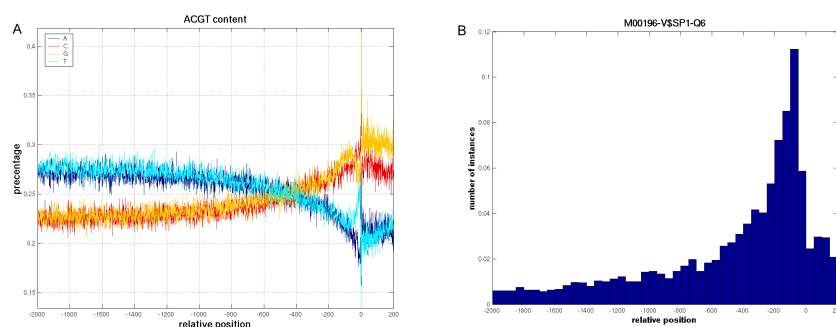 A
ACGT content
0.4
0.35
0.3
0.25
0.2
0.15
precentage
A
C
G
T
-2000 -1800 -1600 -1400 -1200 -1000 -800 -600 -400 -200 0 200
relative position
B
M00196-V$SP1-Q6
0.12
0.1
0.08
0.06
0.04
0.02
0
number of instances
-2000 -1800 -1600 -1400 -1200 -1000 -800 -600 -400 -200 0
relative position